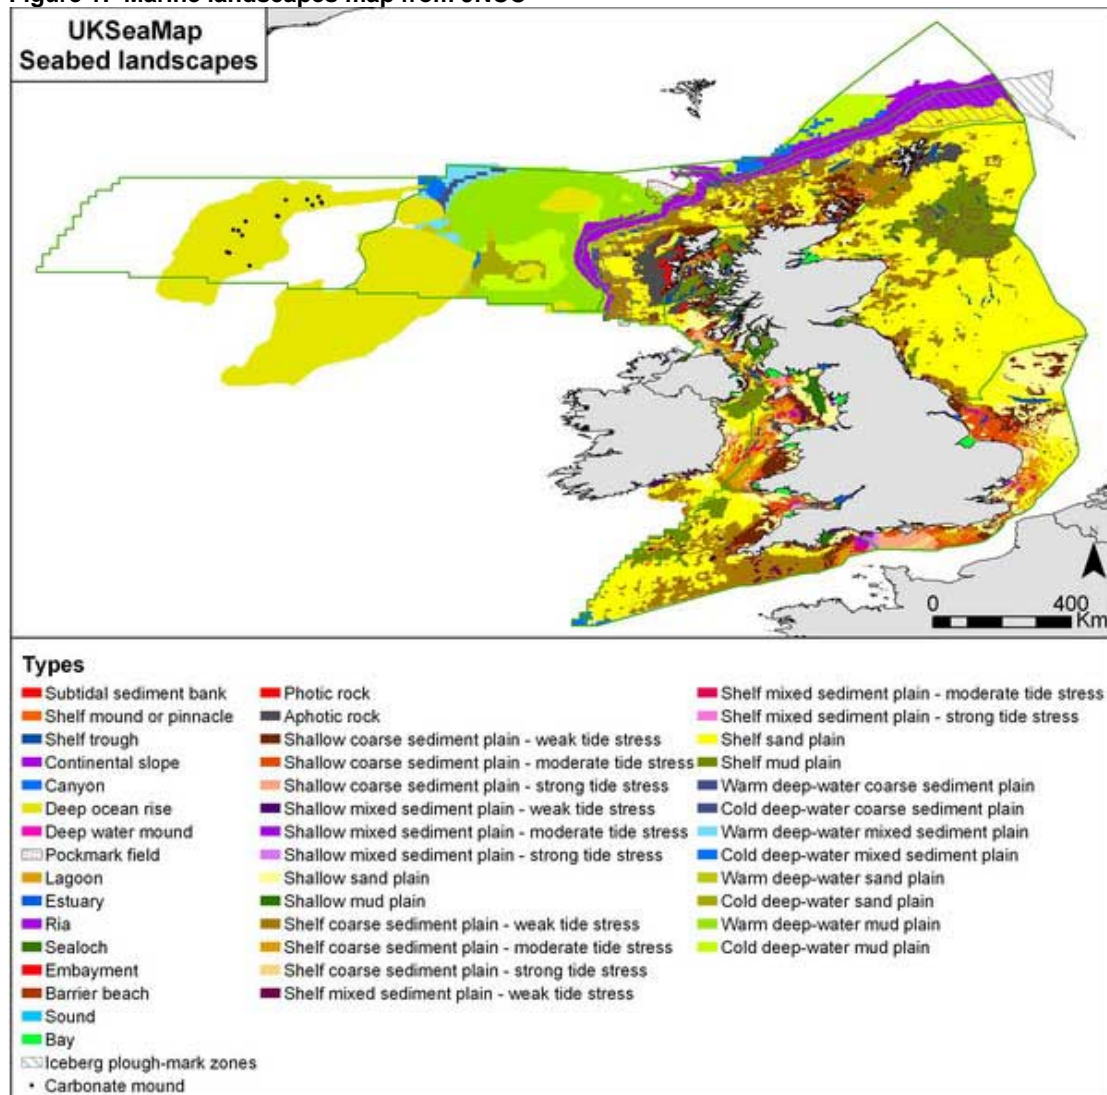 Figure 1. Marine landscapes map from JNCC
UKSeaMap
Seabed landscapes
0 400
Km
Types
Subtidal sediment bank
Shelf mound or pinnacle
Shelf trough
Continental slope
Canyon
Deep ocean rise
Deep water mound
Pockmark field
Lagoon
Estuary
Ria
Sealoch
Embayment
Barrier beach
Sound
Bay
Iceberg plough-mark zones
Carbonate mound
Photic rock
Aphotic rock
Shallow coarse sediment plain - weak tide stress
Shallow coarse sediment plain - moderate tide stress
Shallow coarse sediment plain - strong tide stress
Shallow mixed sediment plain - weak tide stress
Shallow mixed sediment plain - moderate tide stress
Shallow mixed sediment plain - strong tide stress
Shallow sand plain
Shallow mud plain
Shelf coarse sediment plain - weak tide stress
Shelf coarse sediment plain - moderate tide stress
Shelf coarse sediment plain - strong tide stress
Shelf mixed sediment plain - weak tide stress
Shelf mixed sediment plain - moderate tide stress
Shelf mixed sediment plain - strong tide stress
Shelf sand plain
Shelf mud plain
Warm deep-water coarse sediment plain
Cold deep-water coarse sediment plain
Warm deep-water mixed sediment plain
Cold deep-water mixed sediment plain
Warm deep-water sand plain
Cold deep-water sand plain
Warm deep-water mud plain
Cold deep-water mud plain